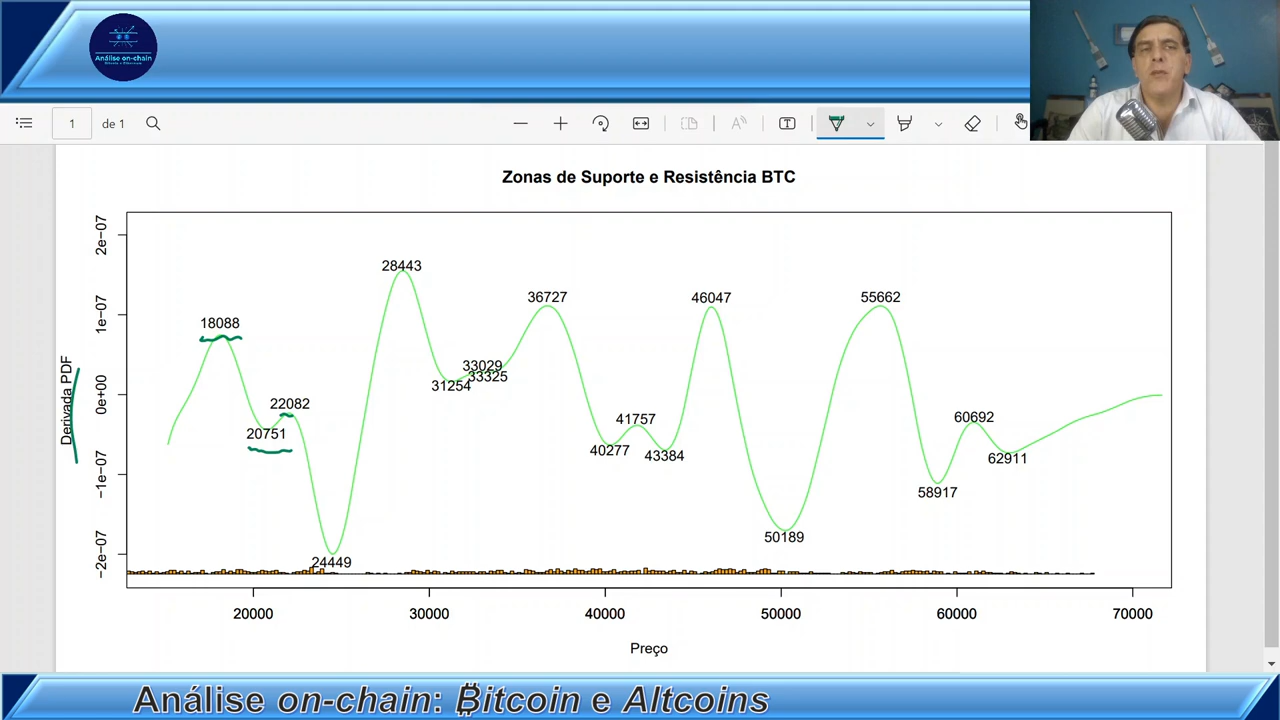 Análise on-chain
1
de 1
Zonas de Suporte e Resistência BTC
Derivada PDF
2e-07
1e-07
0e+00
-1e-07
-2e-07
18088
20751
22082
24449
28443
31254
33029
33325
36727
40277
41757
43384
46047
50189
55662
58917
60692
62911
20000
30000
40000
50000
60000
70000
Preço
Análise on-chain: ₿itcoin e Altcoins